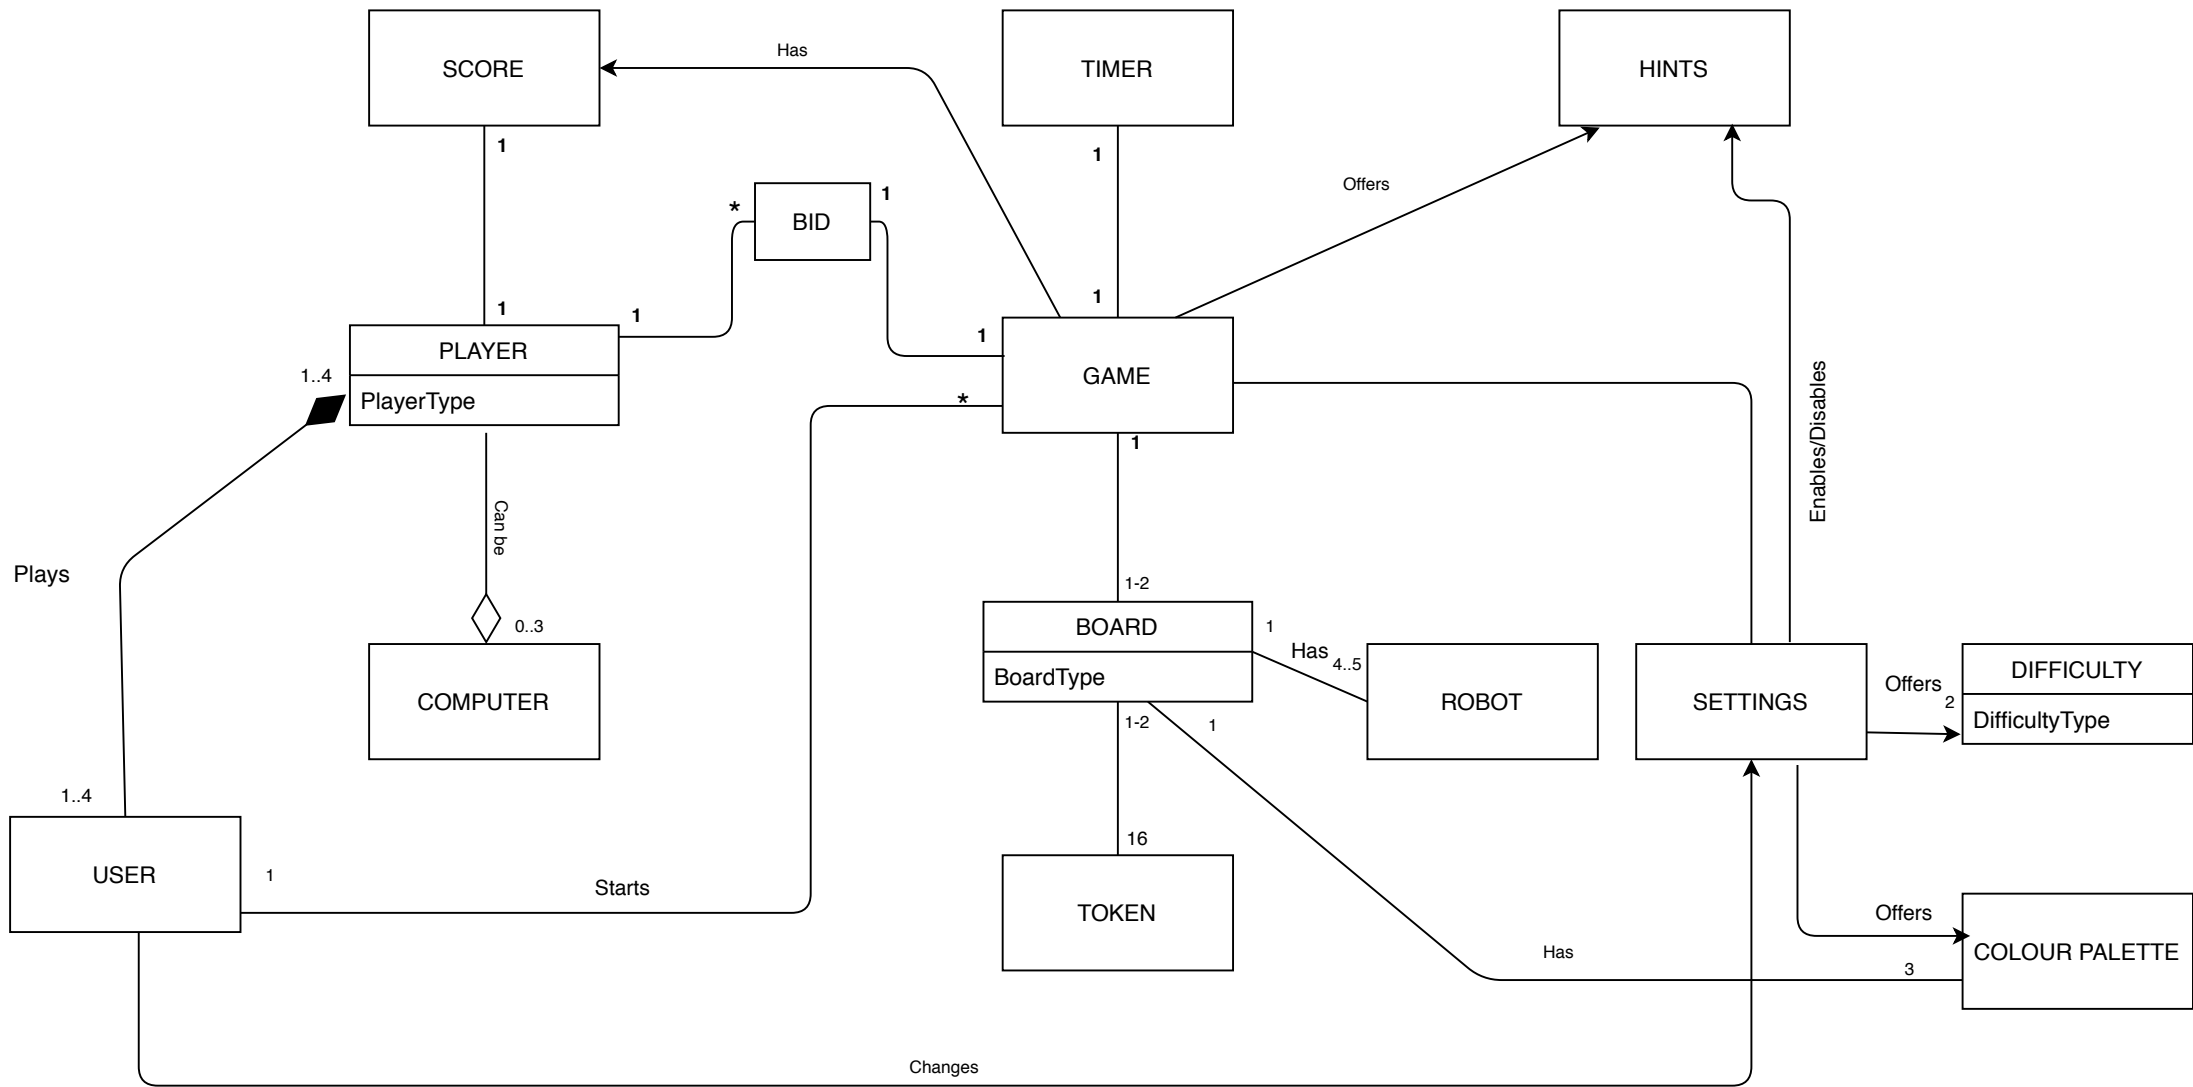 SCORE
Has
TIMER
HINTS
1
1
Offers
*
BID
1
1
1
1
1
PLAYER
PlayerType
1..4
GAME
*
1
Enables/Disables
Can be
Plays
1-2
0..3
BOARD
BoardType
1
Has
4..5
ROBOT
COMPUTER
SETTINGS
Offers
2
DIFFICULTY
DifficultyType
1-2
1
1..4
16
USER
1
Starts
TOKEN
Offers
Has
3
COLOUR PALETTE
Changes